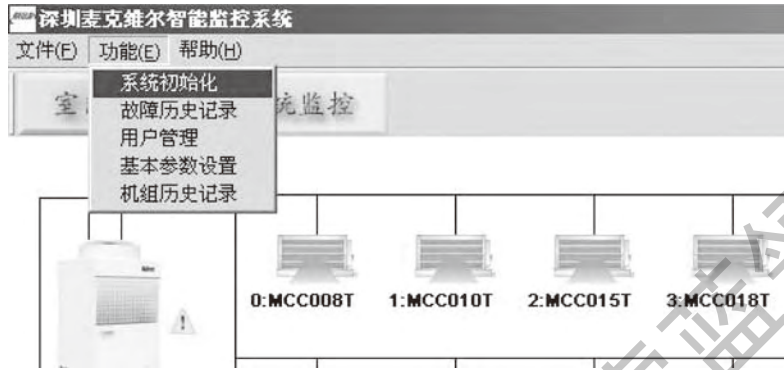 深圳麦克维尔智能监控系统
文件(F) 功能(E) 帮助(H)
系统初始化
故障历史记录
用户管理
基本参数设置
机组历史记录
室
统监控
0:MCC008T 1:MCC010T 2:MCC015T 3:MCC018T